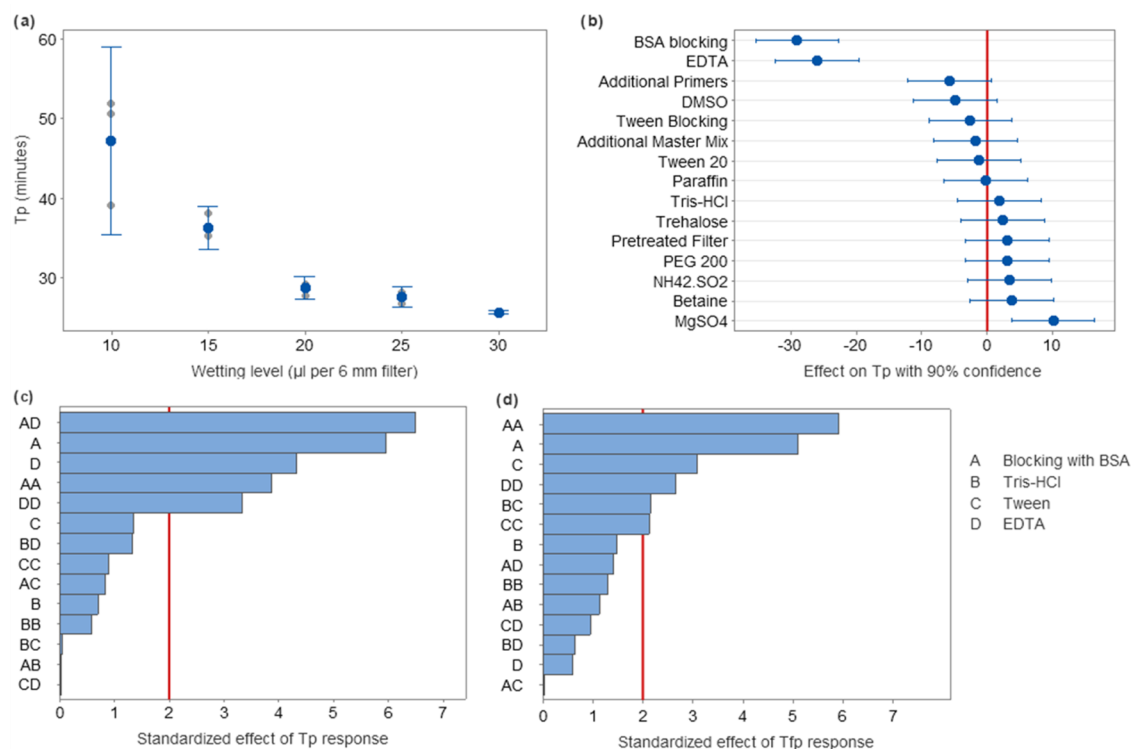 (a)
60
50
40
30
Tp (minutes)
10 15 20 25 30
Wetting level (µl per 6 mm filter)
(b)
BSA blocking
EDTA
Additional Primers
DMSO
Tween Blocking
Additional Master Mix
Tween 20
Paraffin
Tris-HCl
Trehalose
Pretreated Filter
PEG 200
NH42.SO2
Betaine
MgSO4
-30 -20 -10 0 10
Effect on Tp with 90% confidence
(c)
AD
A
D
AA
DD
C
BD
CC
AC
B
BB
BC
AB
CD
0 1 2 3 4 5 6 7
Standardized effect of Tp response
(d)
AA
A
C
DD
BC
CC
B
AD
BB
AB
CD
BD
D
AC
0 1 2 3 4 5 6 7 8
Standardized effect of Tfp response
A Blocking with BSA
B Tris-HCl
C Tween
D EDTA